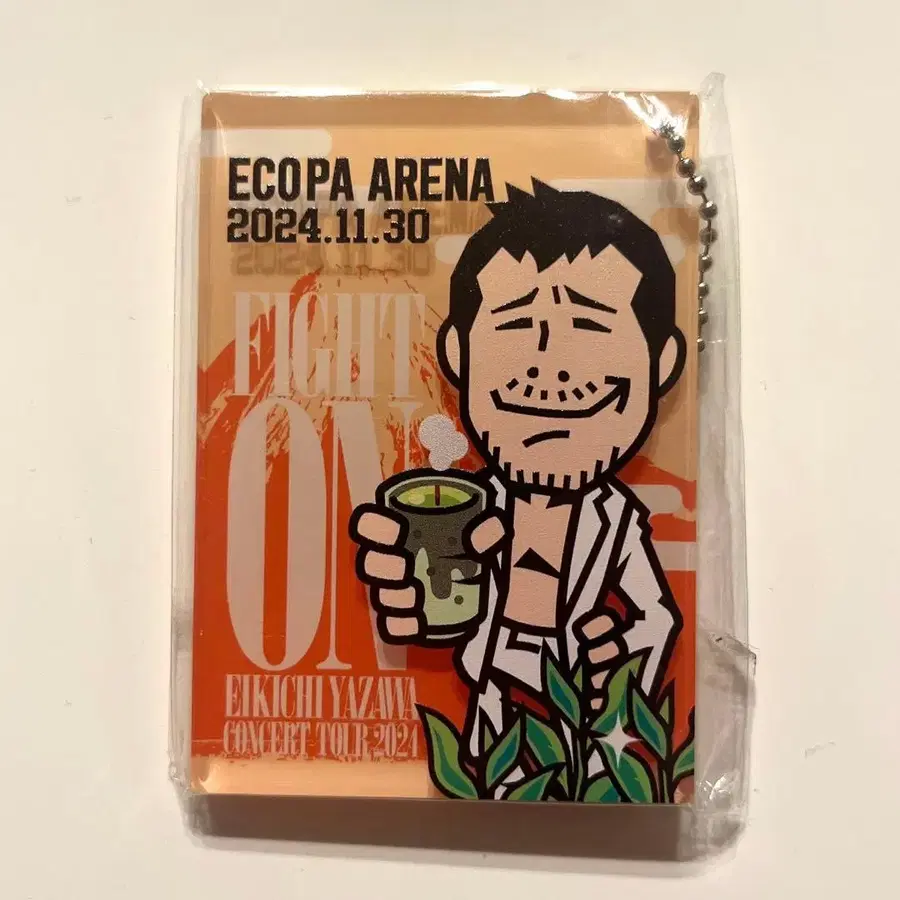 ECOPA ARENA
2024.11.30
FIGHT
ON
EIKICHI YAZAWA
CONCERT TOUR 2024